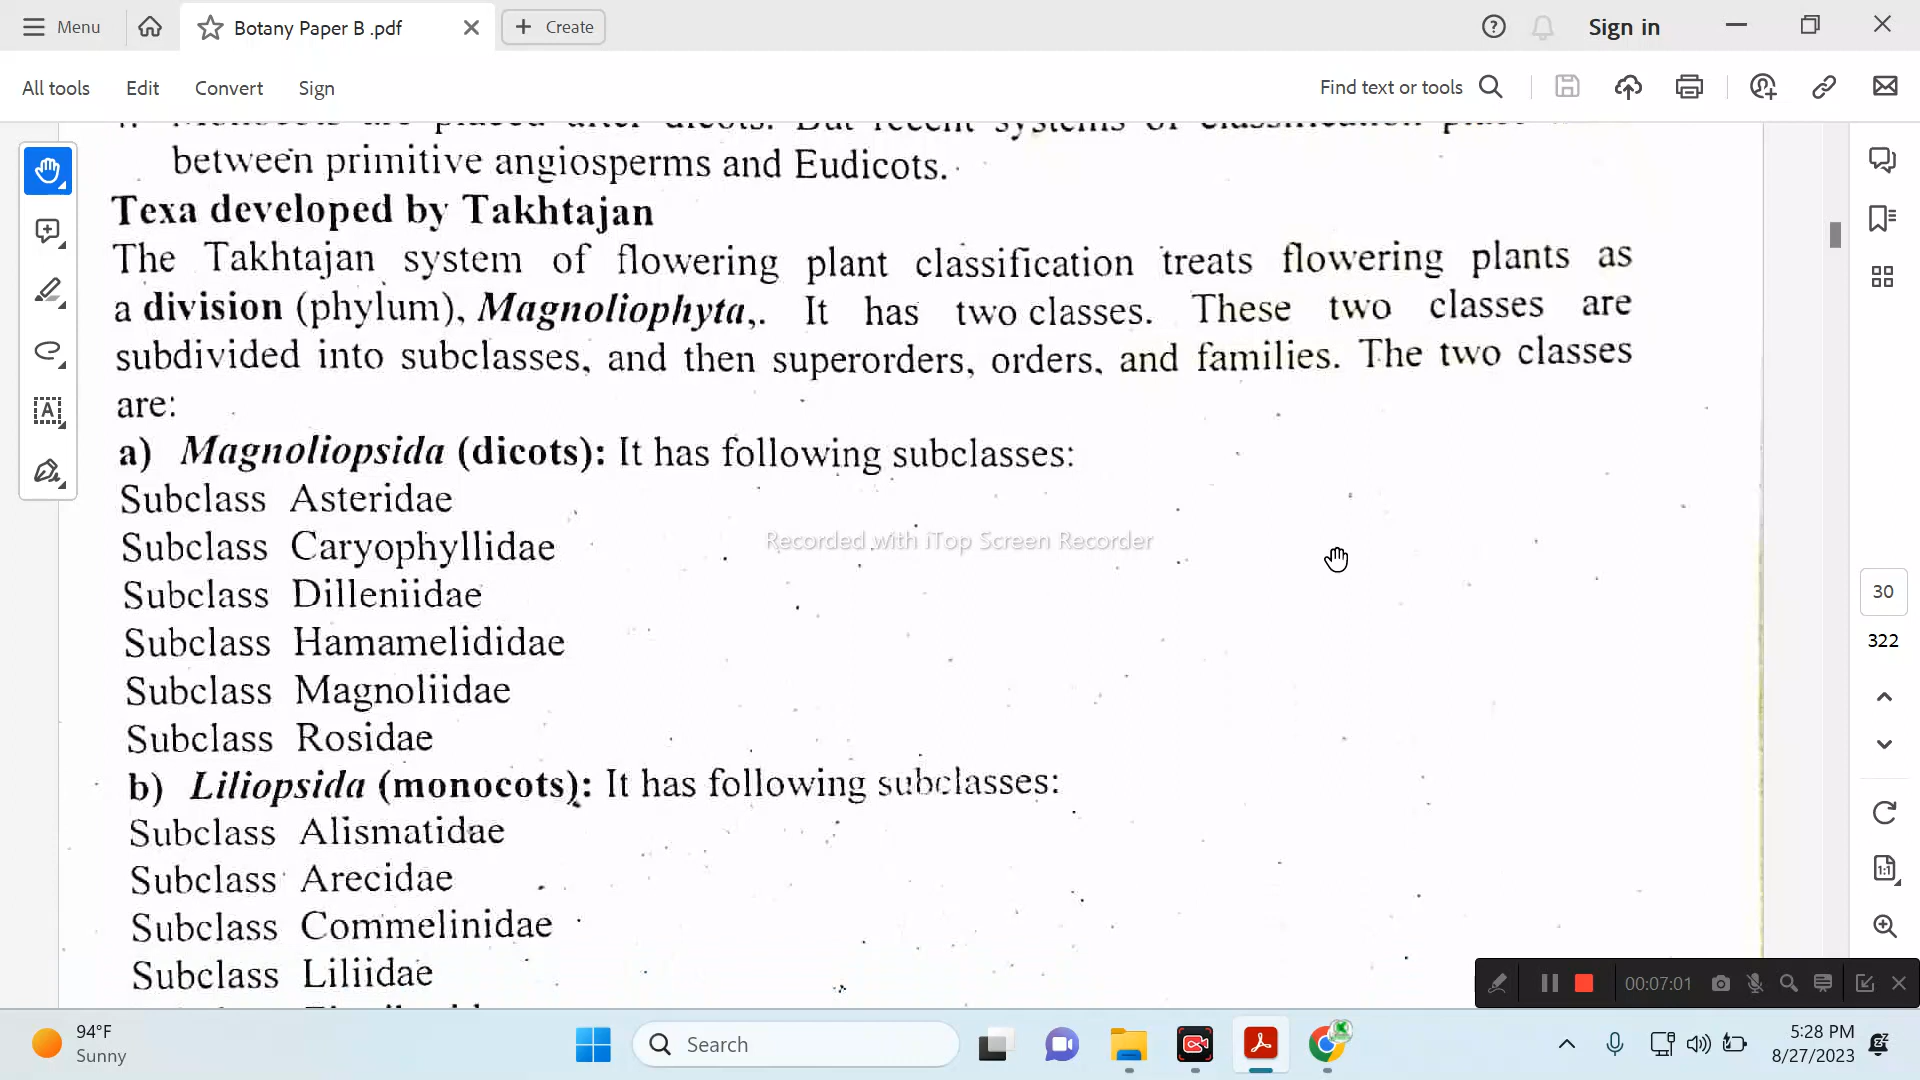 Menu
Botany Paper B .pdf
Create
Sign in
All tools
Edit
Convert
Sign
Find text or tools
between primitive angiosperms and Eudicots.
Texa developed by Takhtajan
The Takhtajan system of flowering plant classification treats flowering plants as
a division (phylum), Magnoliophyta,. It has two classes. These two classes are
subdivided into subclasses, and then superorders, orders, and families. The two classes
are:
a) Magnoliopsida (dicots): It has following subclasses:
Subclass Asteridae
Subclass Caryophyllidae
Recorded with iTop Screen Recorder
Subclass Dilleniidae
Subclass Hamamelididae
Subclass Magnoliidae
Subclass Rosidae
b) Liliopsida (monocots): It has following subclasses:
Subclass Alismatidae
Subclass Arecidae
Subclass Commelinidae
Subclass Liliidae
30
322
00:07:01
94°F
Sunny
Search
5:28 PM
8/27/2023